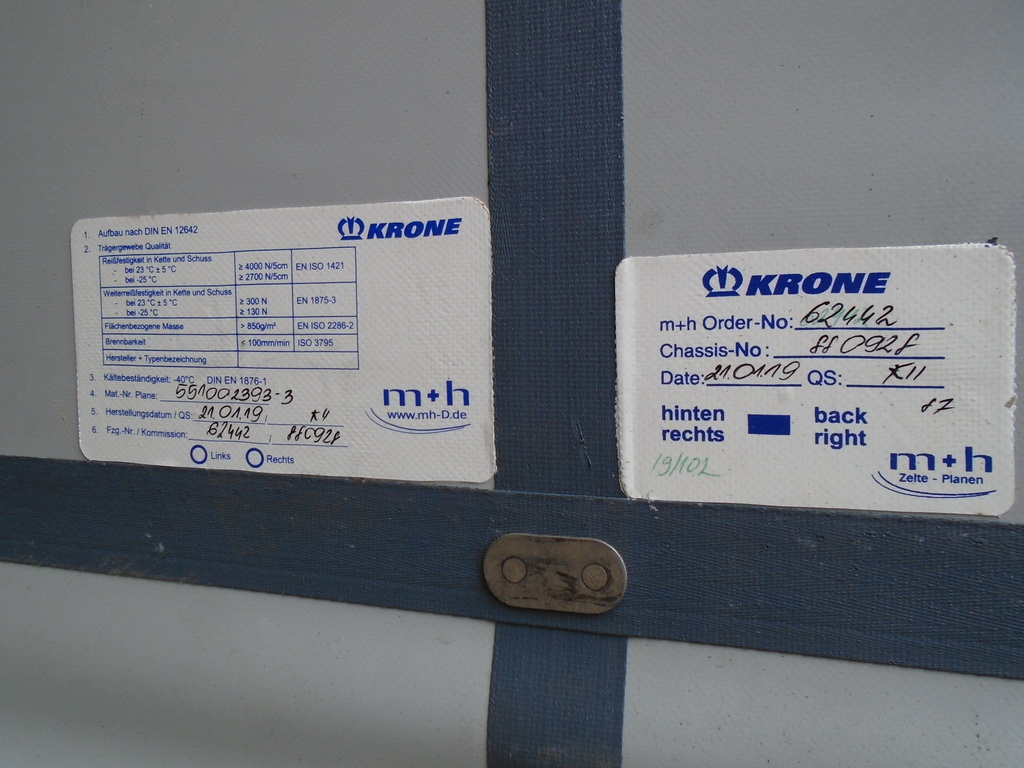 KRONE
1. Aufbau nach DIN EN 12642
2. Trägergewebe Qualität
Reißfestigkeit in Kette und Schuss
- bei 23 °C ± 5 °C ≥ 4000 N/5cm EN ISO 1421
- bei -25 °C ≥ 2700 N/5cm
Weiterreißfestigkeit in Kette und Schuss
- bei 23 °C ± 5 °C ≥ 300 N EN 1875-3
- bei -25 °C ≥ 130 N
Flächenbezogene Masse > 850g/m² EN ISO 2286-2
Brennbarkeit ≤ 100mm/min ISO 3795
Hersteller + Typenbezeichnung
3. Kältebeständigkeit: -40°C DIN EN 1876-1
4. Mat.-Nr. Plane: 551002393-3
5. Herstellungsdatum / QS: 21.01.19,
6. Fzg.-Nr. / Kommission: 62442, 880928
Links Rechts
m+h
www.mh-D.de
KRONE
m+h Order-No: 62442
Chassis-No: 880928
Date: 21.01.19 QS:
hinten back
rechts right
19/102
m+h
Zelte - Planen